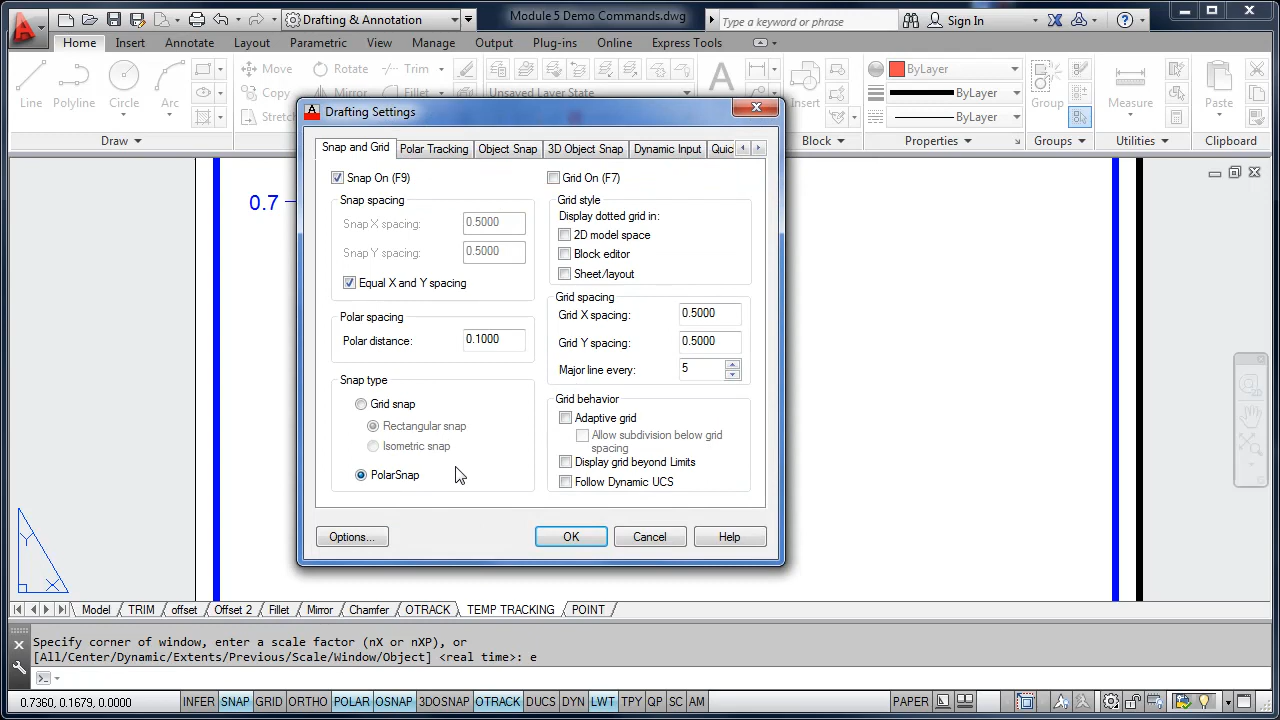 Drafting & Annotation
Module 5 Demo Commands.dwg
Type a keyword or phrase
Sign In
Home Insert Annotate Layout Parametric View Manage Output Plug-ins Online Express Tools
Line Polyline Circle Arc
Move Rotate Trim
Copy
Stretch
Unsaved Layer State
Insert
ByLayer
ByLayer
ByLayer
Group Measure Paste
Draw Block Properties Groups Utilities Clipboard
Drafting Settings
Snap and Grid Polar Tracking Object Snap 3D Object Snap Dynamic Input Quic
Snap On (F9)
Snap spacing
Snap X spacing: 0.5000
Snap Y spacing: 0.5000
Equal X and Y spacing
Polar spacing
Polar distance: 0.1000
Snap type
Grid snap
Rectangular snap
Isometric snap
PolarSnap
Grid On (F7)
Grid style
Display dotted grid in:
2D model space
Block editor
Sheet/layout
Grid spacing
Grid X spacing: 0.5000
Grid Y spacing: 0.5000
Major line every: 5
Grid behavior
Adaptive grid
Allow subdivision below grid
spacing
Display grid beyond Limits
Follow Dynamic UCS
Options... OK Cancel Help
0.7
Y
X
Model TRIM offset Offset 2 Fillet Mirror Chamfer OTRACK TEMP TRACKING POINT
Specify corner of window, enter a scale factor (nX or nXP), or
[All/Center/Dynamic/Extents/Previous/Scale/Window/Object] <real time>: e
0.7360, 0.1679, 0.0000
INFER SNAP GRID ORTHO POLAR OSNAP 3DOSNAP OTRACK DUCS DYN LWT TPY QP SC AM
PAPER